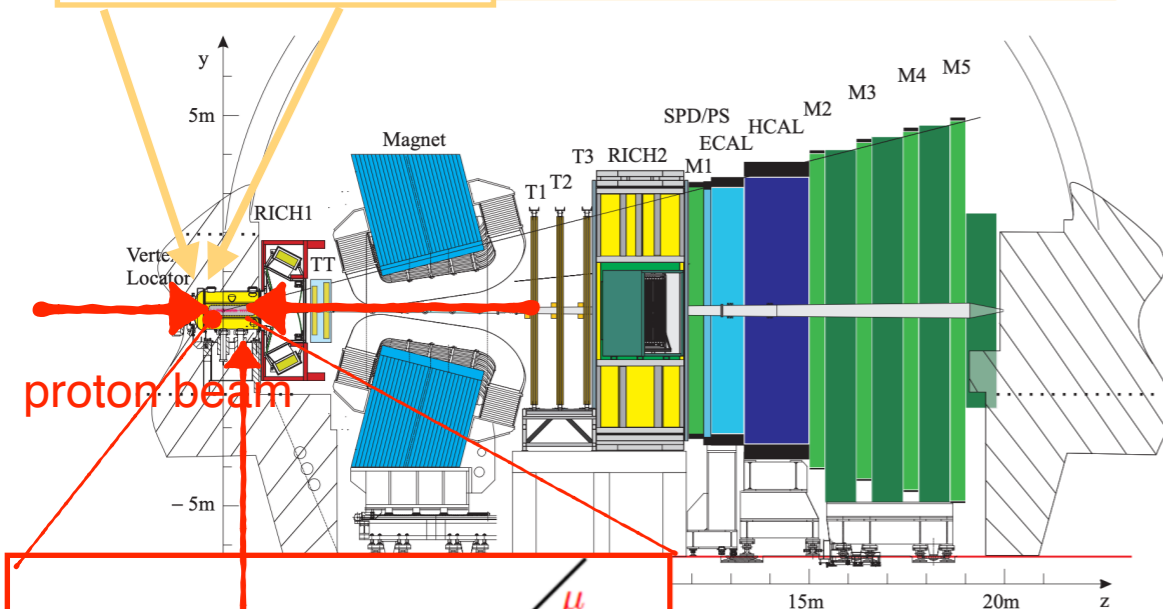 y
5m
Vertex
Locator
RICH1
TT
Magnet
T1
T2
T3
RICH2
SPD/PS
M1
ECAL
HCAL
M2
M3
M4
M5
proton beam
– 5m
μ
15m
20m
z